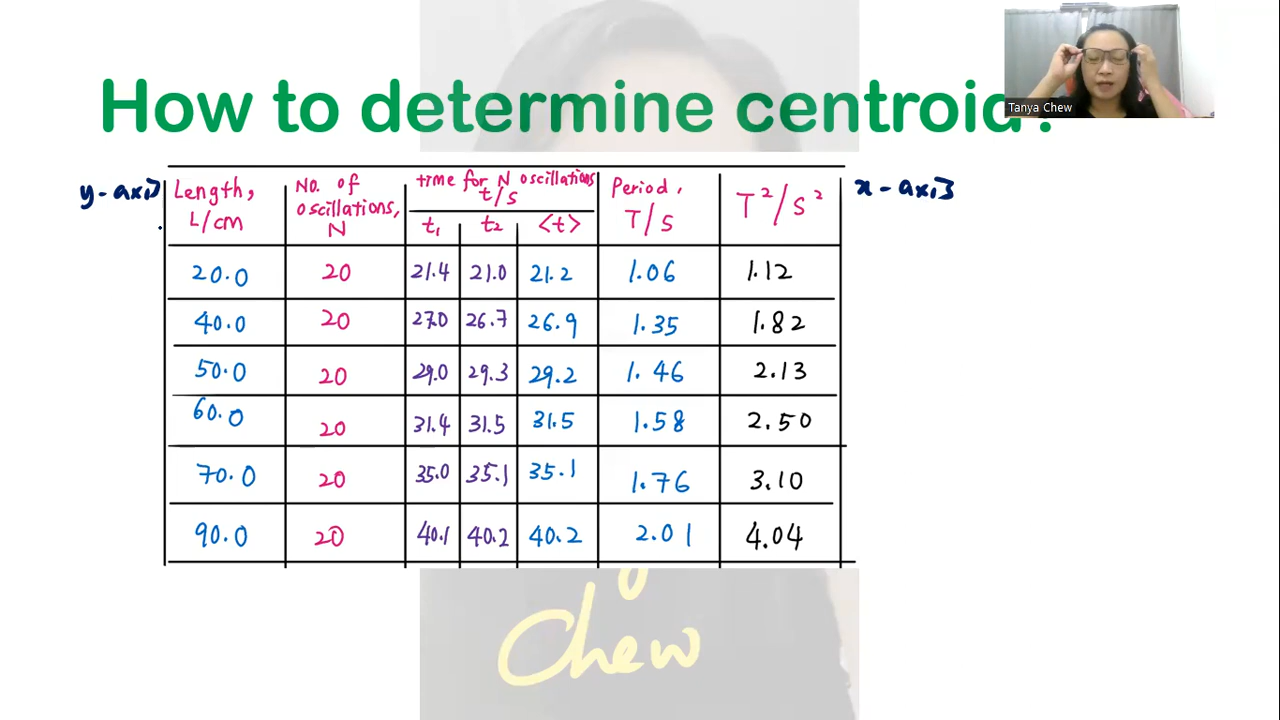 How to determine centroid?
Tanya Chew
y-axis
Length, L/cm
No. of oscillations, N
time for N oscillations t/s
t₁ t₂ <t>
Period, T/s
T²/s²
x-axis
20.0 20 21.4 21.0 21.2 1.06 1.12
40.0 20 27.0 26.7 26.9 1.35 1.82
50.0 20 29.0 29.3 29.2 1.46 2.13
60.0 20 31.4 31.5 31.5 1.58 2.50
70.0 20 35.0 35.1 35.1 1.76 3.10
90.0 20 40.1 40.2 40.2 2.01 4.04
Chew